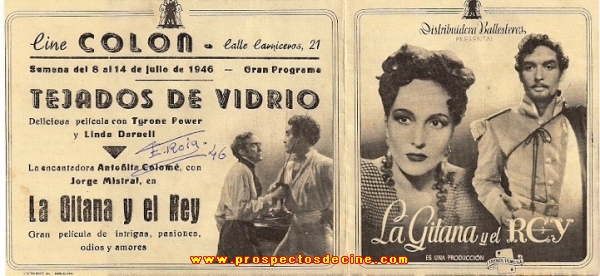 Cine COLON - Calle Carniceros, 21
Semana del 8 al 14 de julio de 1946 - Gran Programa
TEJADOS DE VIDRIO
Deliciosa película con Tyrone Power
y Linda Darnell
E. Roig - 46
La encantadora Antoñita Colomé, con
Jorge Mistral, en
La Gitana y el Rey
Gran película de intrigas, pasiones,
odios y amores
Distribuidora Ballesteros
PRESENTA:
La Gitana y el REY
ES UNA PRODUCCIÓN
www.prospectosdecine.com